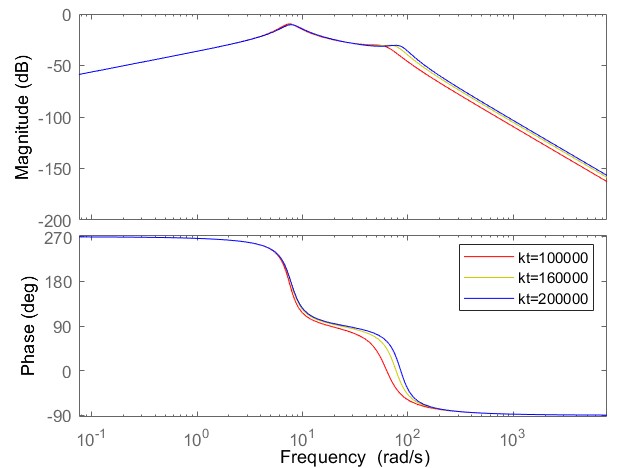 0
-50
-100
-150
-200
Magnitude (dB)
270
180
90
0
-90
Phase (deg)
kt=100000
kt=160000
kt=200000
10^-1 10^0 10^1 10^2 10^3
Frequency (rad/s)